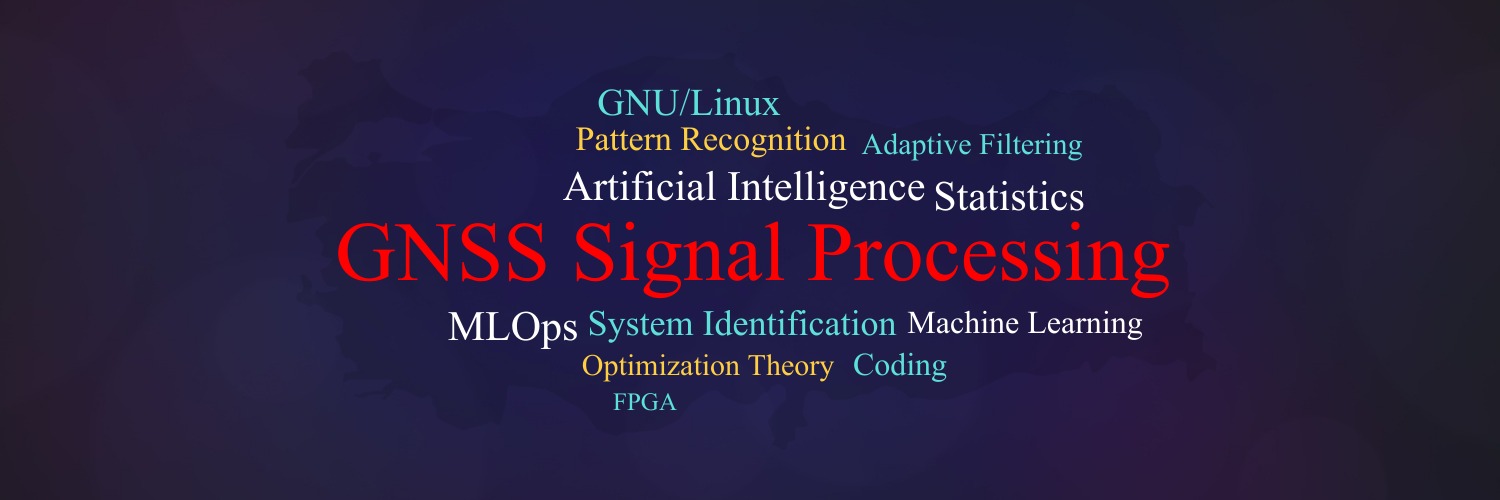 GNU/Linux
Pattern Recognition Adaptive Filtering
Artificial Intelligence Statistics
GNSS Signal Processing
MLOps System Identification Machine Learning
Optimization Theory Coding
FPGA